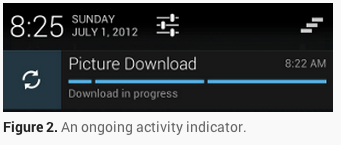 8:25 SUNDAY
JULY 1, 2012
Picture Download 8:22 AM
Download in progress
Figure 2. An ongoing activity indicator.